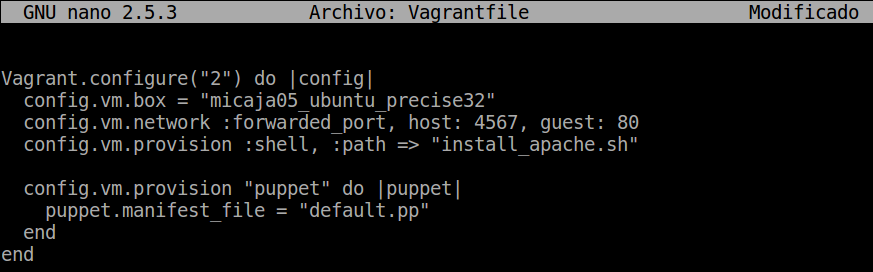 GNU nano 2.5.3 Archivo: Vagrantfile Modificado
Vagrant.configure("2") do |config|
  config.vm.box = "micaja05_ubuntu_precise32"
  config.vm.network :forwarded_port, host: 4567, guest: 80
  config.vm.provision :shell, :path => "install_apache.sh"
  config.vm.provision "puppet" do |puppet|
    puppet.manifest_file = "default.pp"
  end
end